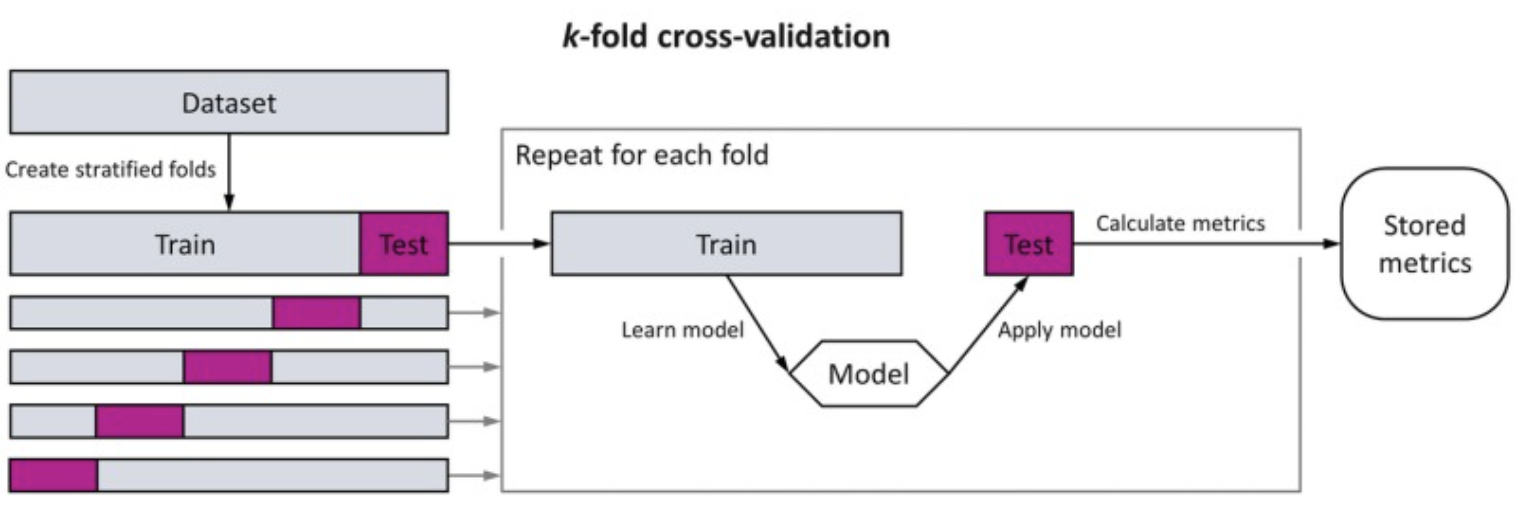 k-fold cross-validation
Dataset
Create stratified folds
Repeat for each fold
Train
Test
Train
Test
Calculate metrics
Stored
metrics
Learn model
Apply model
Model